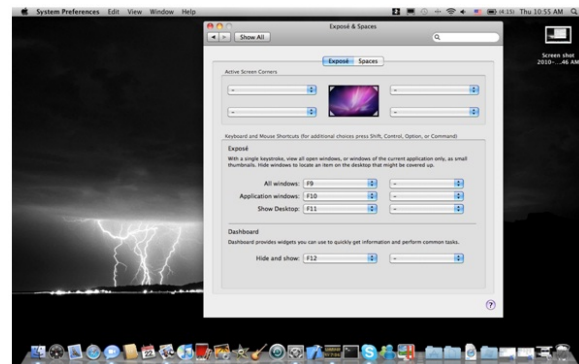 System Preferences Edit View Window Help
(4:15) Thu 10:55 AM
Exposé & Spaces
Show All
Screen shot
2010-....46 AM
Exposé Spaces
Active Screen Corners
–
–
–
–
Keyboard and Mouse Shortcuts (for additional choices press Shift, Control, Option, or Command)
Exposé
With a single keystroke, view all open windows, or windows of the current application only, as small
thumbnails. Hide windows to locate an item on the desktop that might be covered up.
All windows: F9 –
Application windows: F10 –
Show Desktop: F11 –
Dashboard
Dashboard provides widgets you can use to quickly get information and perform common tasks.
Hide and show: F12 –
?
22